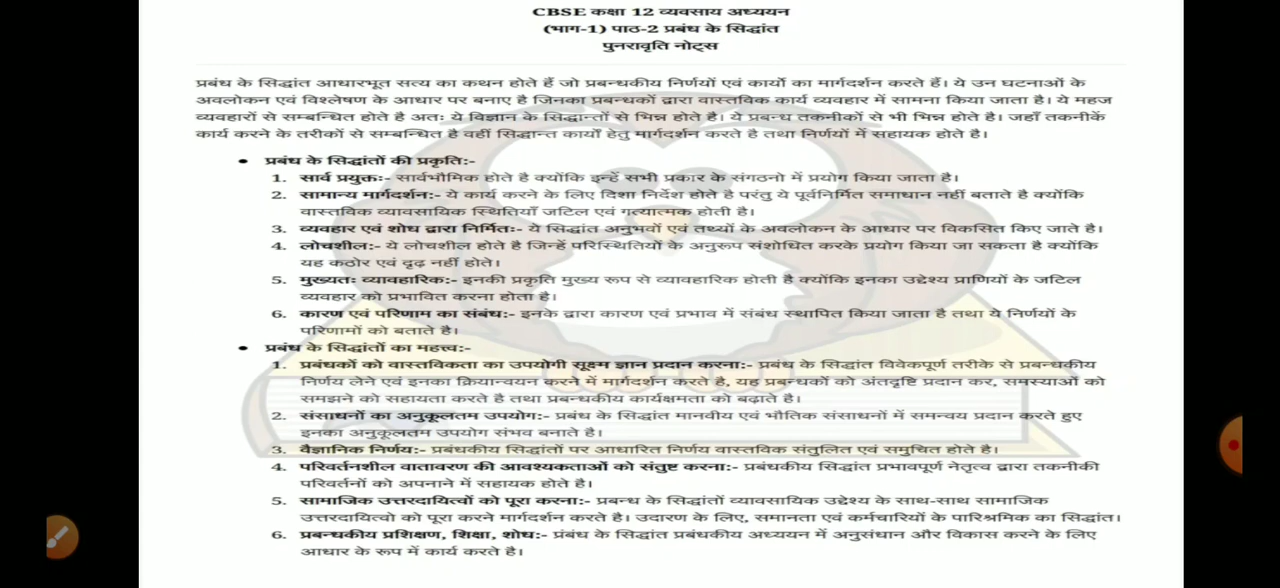 CBSE कक्षा 12 व्यवसाय अध्ययन
(भाग-1) पाठ-2 प्रबंध के सिद्धांत
पुनरावृति नोट्स
प्रबंध के सिद्धांत आधारभूत सत्य का कथन होते हैं जो प्रबन्धकीय निर्णयों एवं कार्यो का मार्गदर्शन करते हैं। ये उन घटनाओं के
अवलोकन एवं विश्लेषण के आधार पर बनाए है जिनका प्रबन्धकों द्वारा वास्तविक कार्य व्यवहार में सामना किया जाता है। ये महज
व्यवहारों से सम्बन्धित होते है अतः ये विज्ञान के सिद्धान्तों से भिन्न होते है। ये प्रबन्ध तकनीकों से भी भिन्न होते है। जहाँ तकनीकें
कार्य करने के तरीकों से सम्बन्धित है वहीं सिद्धान्त कार्यों हेतु मार्गदर्शन करते है तथा निर्णयों में सहायक होते है।
• प्रबंध के सिद्धांतों की प्रकृति:-
1. सार्व प्रयुक्तः- सार्वभौमिक होते है क्योंकि इन्हें सभी प्रकार के संगठनो में प्रयोग किया जाता है।
2. सामान्य मार्गदर्शन:- ये कार्य करने के लिए दिशा निर्देश होते है परंतु ये पूर्वनिर्मित समाधान नहीं बताते है क्योंकि
वास्तविक व्यावसायिक स्थितियाँ जटिल एवं गत्यात्मक होती है।
3. व्यवहार एवं शोध द्वारा निर्मितः- ये सिद्धांत अनुभवों एवं तथ्यों के अवलोकन के आधार पर विकसित किए जाते है।
4. लोचशील:- ये लोचशील होते है जिन्हें परिस्थितियों के अनुरूप संशोधित करके प्रयोग किया जा सकता है क्योंकि
यह कठोर एवं दृढ़ नहीं होते।
5. मुख्यतः व्यावहारिक:- इनकी प्रकृति मुख्य रूप से व्यावहारिक होती है क्योंकि इनका उद्देश्य प्राणियों के जटिल
व्यवहार को प्रभावित करना होता है।
6. कारण एवं परिणाम का संबंध:- इनके द्वारा कारण एवं प्रभाव में संबंध स्थापित किया जाता है तथा ये निर्णयों के
परिणामों को बताते है।
• प्रबंध के सिद्धांतों का महत्त्व:-
1. प्रबंधकों को वास्तविकता का उपयोगी सूक्ष्म ज्ञान प्रदान करना:- प्रबंध के सिद्धांत विवेकपूर्ण तरीके से प्रबन्धकीय
निर्णय लेने एवं इनका क्रियान्वयन करने में मार्गदर्शन करते है, यह प्रबन्धकों को अंतदृष्टि प्रदान कर, समस्याओं को
समझने को सहायता करते है तथा प्रबन्धकीय कार्यक्षमता को बढ़ाते है।
2. संसाधनों का अनुकूलतम उपयोग:- प्रबंध के सिद्धांत मानवीय एवं भौतिक संसाधनों में समन्वय प्रदान करते हुए
इनका अनुकूलतम उपयोग संभव बनाते है।
3. वैज्ञानिक निर्णय:- प्रबंधकीय सिद्धांतों पर आधारित निर्णय वास्तविक संतुलित एवं समुचित होते है।
4. परिवर्तनशील वातावरण की आवश्यकताओं को संतुष्ट करना:- प्रबंधकीय सिद्धांत प्रभावपूर्ण नेतृत्व द्वारा तकनीकी
परिवर्तनों को अपनाने में सहायक होते है।
5. सामाजिक उत्तरदायित्वों को पूरा करना:- प्रबन्ध के सिद्धांतों व्यावसायिक उद्देश्य के साथ-साथ सामाजिक
उत्तरदायित्वो को पूरा करने मार्गदर्शन करते है। उदारण के लिए, समानता एवं कर्मचारियों के पारिश्रमिक का सिद्धांत।
6. प्रबन्धकीय प्रशिक्षण, शिक्षा, शोध:- प्रंबंध के सिद्धांत प्रबंधकीय अध्ययन में अनुसंधान और विकास करने के लिए
आधार के रूप में कार्य करते है।